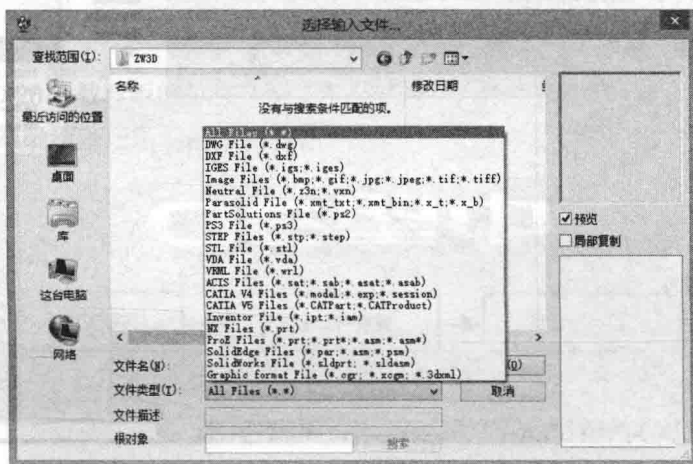 选择输入文件...
查找范围(I):
ZW3D
名称
修改日期
最近访问的位置
没有与搜索条件匹配的项。
桌面
库
这台电脑
网络
All Files (*.*)
DWG File (*.dwg)
DXF File (*.dxf)
IGES File (*.igs;*.iges)
Image Files (*.bmp;*.gif;*.jpg;*.jpeg;*.tif;*.tiff)
Neutral File (*.z3n;*.vxn)
Parasolid File (*.xmt_txt;*.xmt_bin;*.x_t;*.x_b)
PartSolutions File (*.ps2)
PS3 File (*.ps3)
STEP Files (*.stp;*.step)
STL File (*.stl)
VDA File (*.vda)
VRML File (*.wrl)
ACIS Files (*.sat;*.sab;*.asat;*.asab)
CATIA V4 Files (*.model;*.exp;*.session)
CATIA V5 Files (*.CATPart;*.CATProduct)
Inventor File (*.ipt;*.iam)
NX Files (*.prt)
ProE Files (*.prt;*.prt*;*.asm;*.asm*)
SolidEdge Files (*.par;*.asm;*.psm)
SolidWorks File (*.sldprt; *.sldasm)
Graphic format File (*.cgr; *.xcgm; *.3dxml)
预览
局部复制
文件名(N):
(O)
文件类型(T):
All Files (*.*)
取消
文件描述:
根对象
搜索